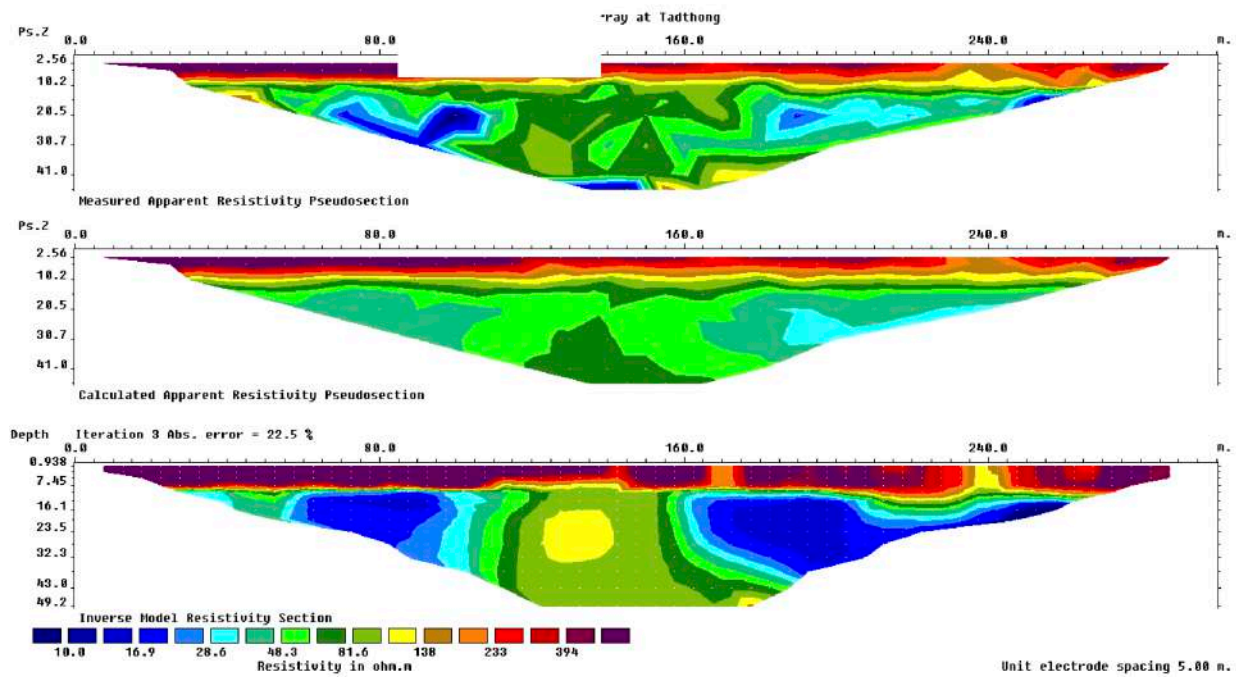 -ray at Tadthong
Ps.Z 0.0 80.0 160.0 240.0 m.
2.56
10.2
20.5
30.7
41.0
Measured Apparent Resistivity Pseudosection
Ps.Z 0.0 80.0 160.0 240.0 m.
2.56
10.2
20.5
30.7
41.0
Calculated Apparent Resistivity Pseudosection
Depth Iteration 3 Abs. error = 22.5 %
0.0 80.0 160.0 240.0 m.
0.938
7.45
16.1
23.5
32.3
43.0
49.2
Inverse Model Resistivity Section
10.0 16.9 28.6 48.3 81.6 138 233 394
Resistivity in ohm.m
Unit electrode spacing 5.00 m.